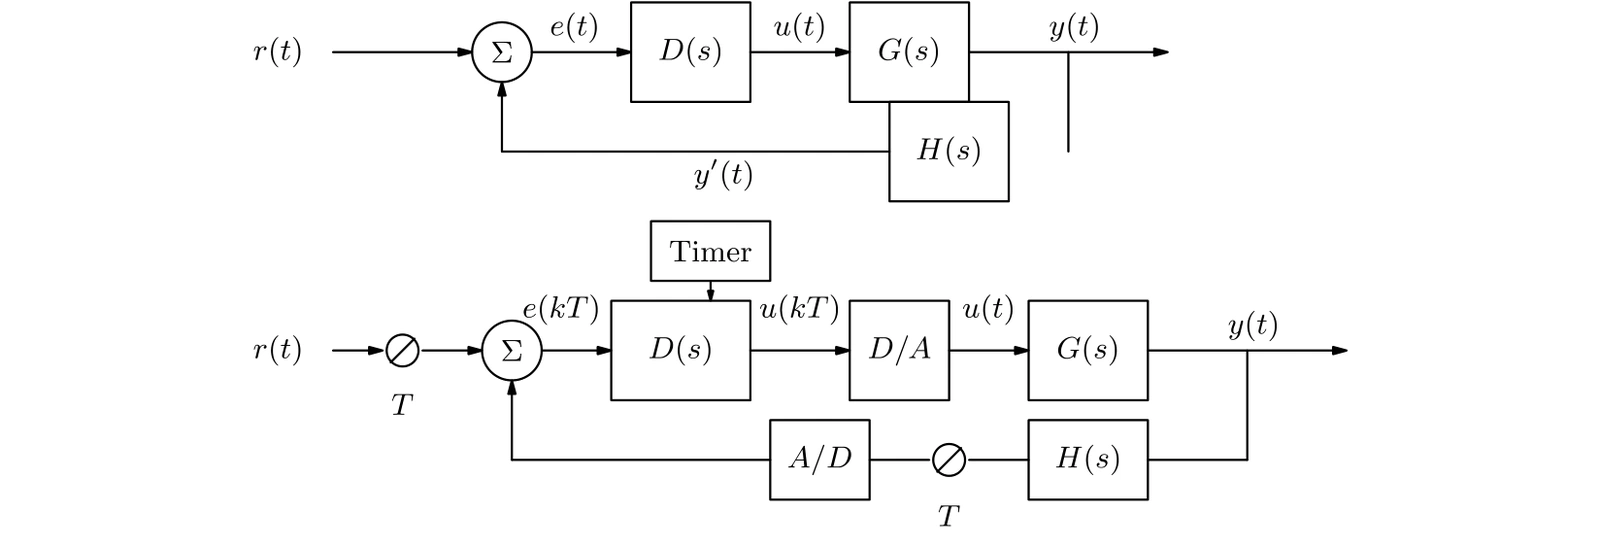 r(t) Σ e(t) D(s) u(t) G(s) y(t)
H(s)
y′(t)
Timer
r(t) T Σ e(kT) D(s) u(kT) D/A u(t) G(s) y(t)
A/D T H(s)